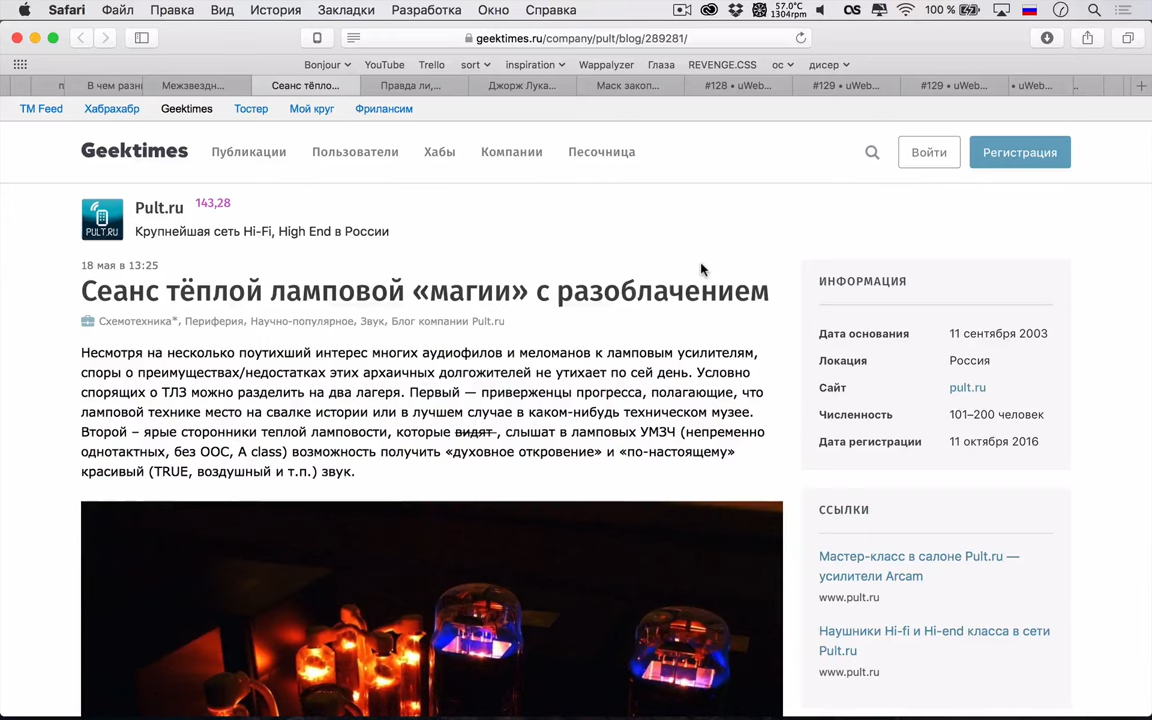 Safari Файл Правка Вид История Закладки Разработка Окно Справка 57.0°C 1304rpm 100 %
geektimes.ru/company/pult/blog/289281/
Bonjour YouTube Trello sort inspiration Wappalyzer Глаза REVENGE.CSS ос дисер
п В чем разни Межзвездн... Сеанс тёпло... Правда ли,... Джорж Лука... Маск закоп... #128 • uWeb... #129 • uWeb... #129 • uWeb... • uWeb... ..
TM Feed Хабрахабр Geektimes Тостер Мой круг Фрилансим
Geektimes Публикации Пользователи Хабы Компании Песочница Войти Регистрация
Pult.ru 143,28
PULT.RU
Крупнейшая сеть Hi-Fi, High End в России
18 мая в 13:25
Сеанс тёплой ламповой «магии» с разоблачением
Схемотехника*, Периферия, Научно-популярное, Звук, Блог компании Pult.ru
Несмотря на несколько поутихший интерес многих аудиофилов и меломанов к ламповым усилителям,
споры о преимуществах/недостатках этих архаичных долгожителей не утихает по сей день. Условно
спорящих о ТЛЗ можно разделить на два лагеря. Первый — приверженцы прогресса, полагающие, что
ламповой технике место на свалке истории или в лучшем случае в каком-нибудь техническом музее.
Второй – ярые сторонники теплой ламповости, которые видят , слышат в ламповых УМЗЧ (непременно
однотактных, без ООС, А class) возможность получить «духовное откровение» и «по-настоящему»
красивый (TRUE, воздушный и т.п.) звук.
ИНФОРМАЦИЯ
Дата основания 11 сентября 2003
Локация Россия
Сайт pult.ru
Численность 101–200 человек
Дата регистрации 11 октября 2016
ССЫЛКИ
Мастер-класс в салоне Pult.ru —
усилители Arcam
www.pult.ru
Наушники Hi-fi и Hi-end класса в сети
Pult.ru
www.pult.ru